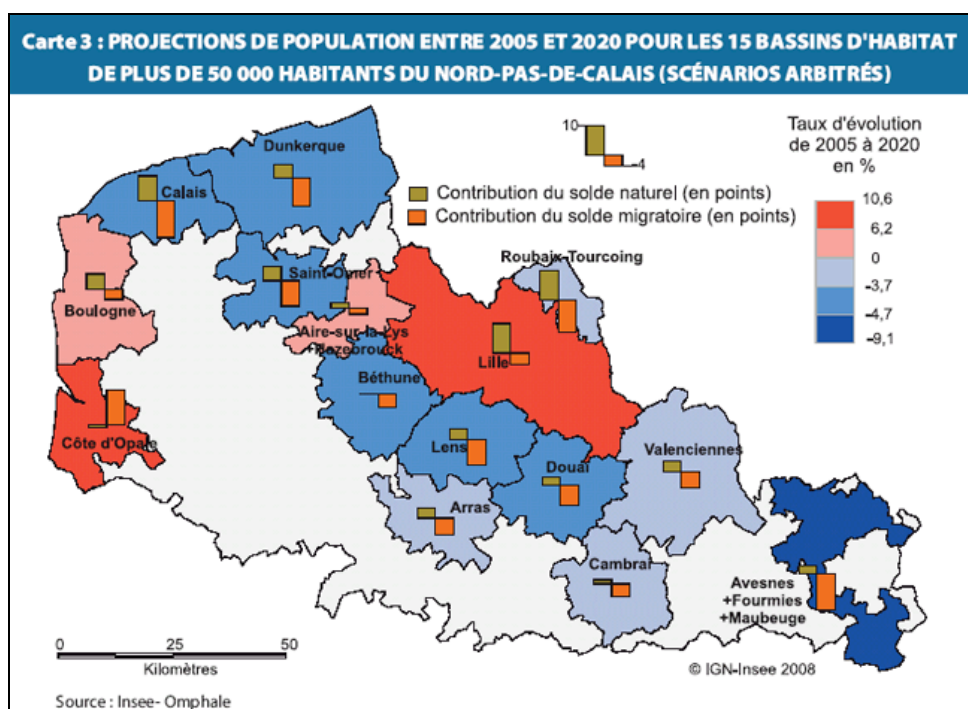 Carte 3 : PROJECTIONS DE POPULATION ENTRE 2005 ET 2020 POUR LES 15 BASSINS D'HABITAT
DE PLUS DE 50 000 HABITANTS DU NORD-PAS-DE-CALAIS (SCÉNARIOS ARBITRÉS)
10
-4
Contribution du solde naturel (en points)
Contribution du solde migratoire (en points)
Taux d'évolution
de 2005 à 2020
en %
10,6
6,2
0
-3,7
-4,7
-9,1
Dunkerque
Calais
Saint-Omer
Roubaix-Tourcoing
Boulogne
Aire-sur-la-Lys
+Hazebrouck
Lille
Béthune
Côte d'Opale
Lens
Douai
Valenciennes
Arras
Cambrai
Avesnes
+Fourmies
+Maubeuge
0 25 50
Kilomètres
© IGN-Insee 2008
Source : Insee- Omphale